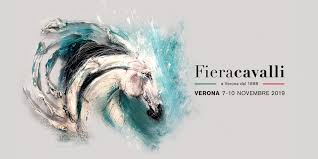 Fieracavalli
a Verona dal 1898
VERONA 7-10 NOVEMBRE 2019